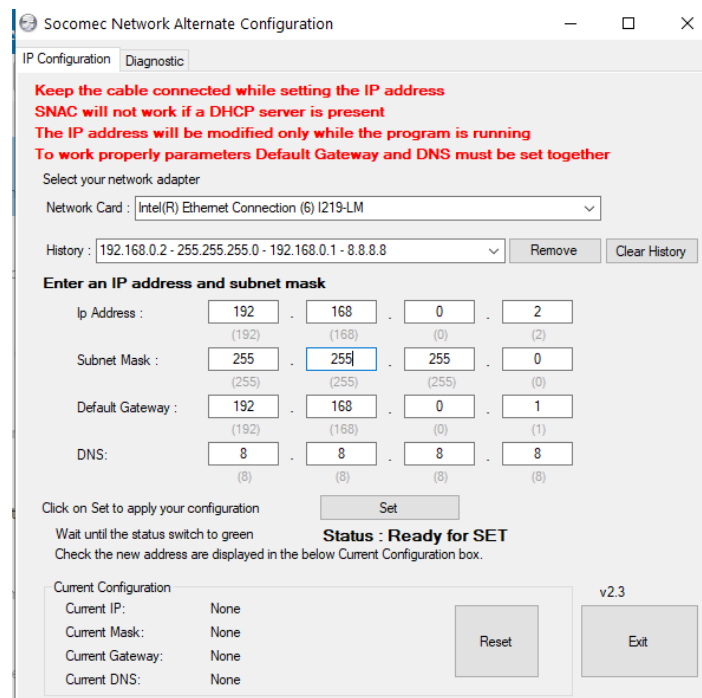 Socomec Network Alternate Configuration
IP Configuration Diagnostic
Keep the cable connected while setting the IP address
SNAC will not work if a DHCP server is present
The IP address will be modified only while the program is running
To work properly parameters Default Gateway and DNS must be set together
Select your network adapter
Network Card : Intel(R) Ethernet Connection (6) I219-LM
History : 192.168.0.2 - 255.255.255.0 - 192.168.0.1 - 8.8.8.8 Remove Clear History
Enter an IP address and subnet mask
Ip Address : 192 . 168 . 0 . 2
(192) (168) (0) (2)
Subnet Mask : 255 . 255 . 255 . 0
(255) (255) (255) (0)
Default Gateway : 192 . 168 . 0 . 1
(192) (168) (0) (1)
DNS: 8 . 8 . 8 . 8
(8) (8) (8) (8)
Click on Set to apply your configuration Set
Wait until the status switch to green Status : Ready for SET
Check the new address are displayed in the below Current Configuration box.
Current Configuration v2.3
Current IP: None
Current Mask: None
Current Gateway: None
Current DNS: None
Reset Exit